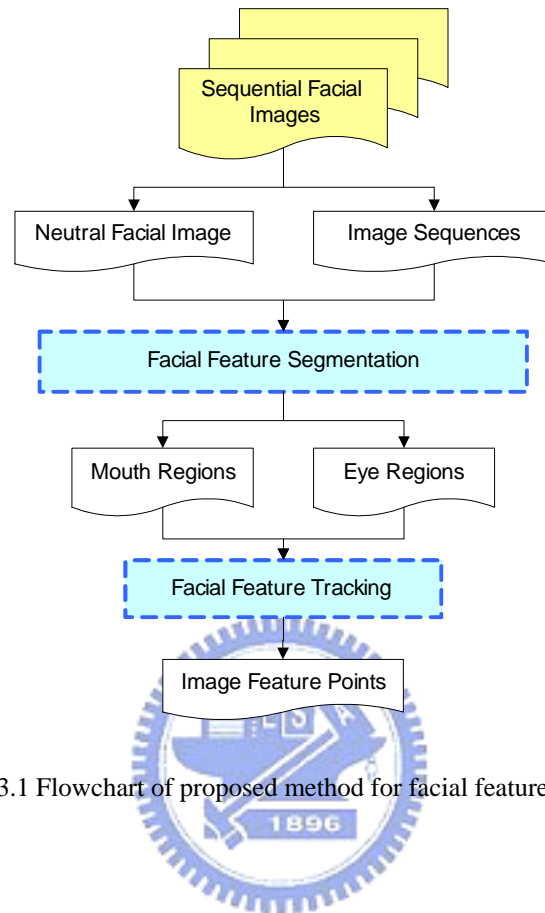 Sequential Facial
Images
Neutral Facial Image
Image Sequences
Facial Feature Segmentation
Mouth Regions
Eye Regions
Facial Feature Tracking
Image Feature Points
3.1 Flowchart of proposed method for facial feature
1896